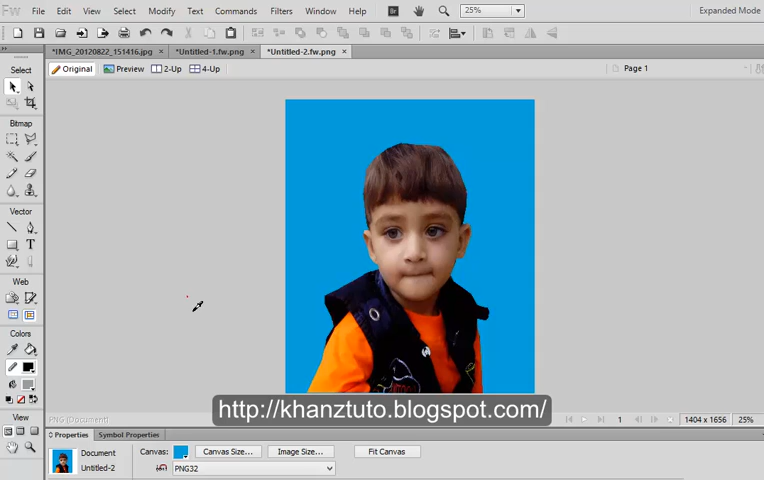 Fw File Edit View Select Modify Text Commands Filters Window Help Br 25% Expanded Mode
*IMG_20120822_151416.jpg × *Untitled-1.fw.png × *Untitled-2.fw.png ×
Original Preview 2-Up 4-Up Page 1
Select
Bitmap
Vector
Web
Colors
View
http://khanztuto.blogspot.com/
PNG (Document) 1 1404 x 1656 25%
Properties Symbol Properties
Document Canvas: Canvas Size... Image Size... Fit Canvas
Untitled-2 PNG32